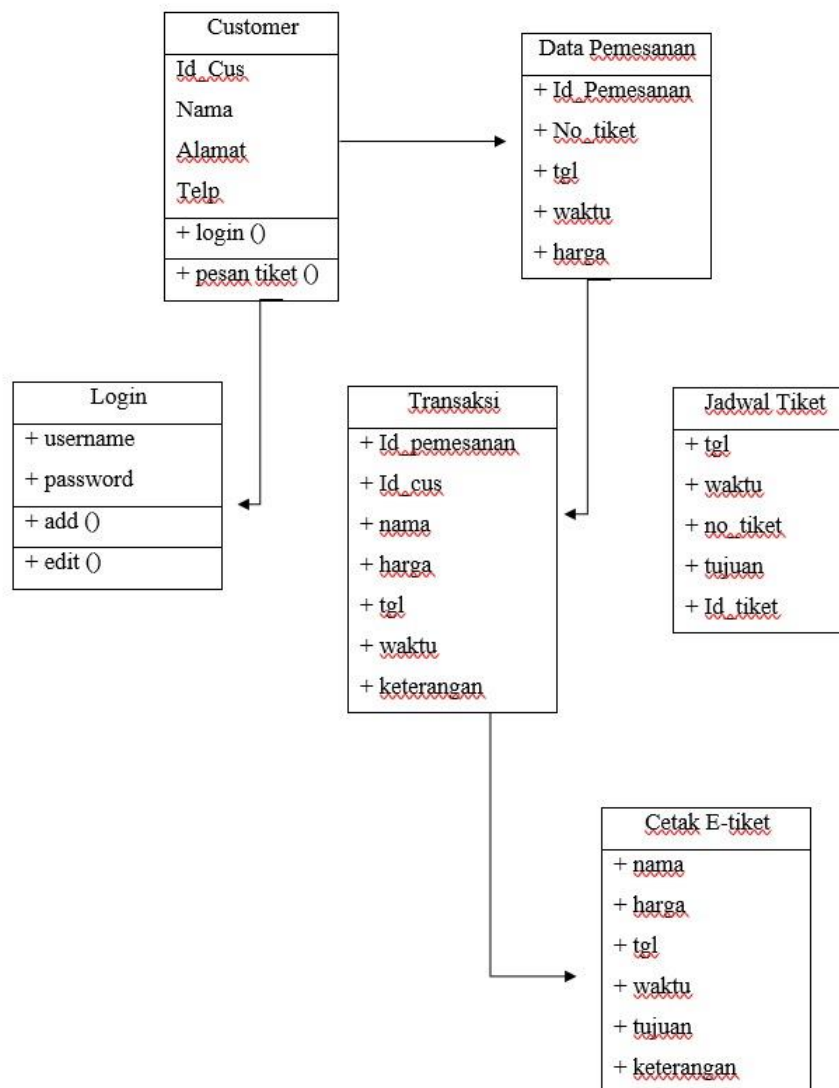 Customer
Id_Cus
Nama
Alamat
Telp
+ login ()
+ pesan tiket ()
Data Pemesanan
+ Id_Pemesanan
+ No_tiket
+ tgl
+ waktu
+ harga
Login
+ username
+ password
+ add ()
+ edit ()
Transaksi
+ Id_pemesanan
+ Id_cus
+ nama
+ harga
+ tgl
+ waktu
+ keterangan
Jadwal Tiket
+ tgl
+ waktu
+ no_tiket
+ tujuan
+ Id_tiket
Cetak E-tiket
+ nama
+ harga
+ tgl
+ waktu
+ tujuan
+ keterangan